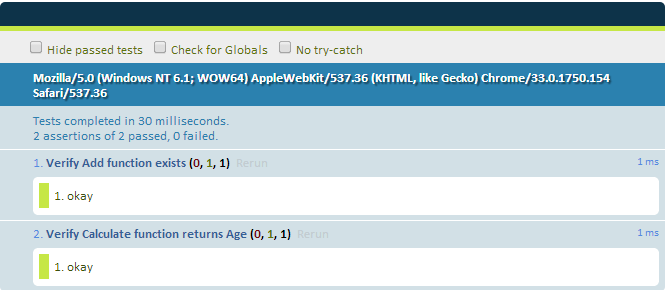 Hide passed tests Check for Globals No try-catch
Mozilla/5.0 (Windows NT 6.1; WOW64) AppleWebKit/537.36 (KHTML, like Gecko) Chrome/33.0.1750.154
Safari/537.36
Tests completed in 30 milliseconds.
2 assertions of 2 passed, 0 failed.
1. Verify Add function exists (0, 1, 1) Rerun 1 ms
1. okay
2. Verify Calculate function returns Age (0, 1, 1) Rerun 1 ms
1. okay